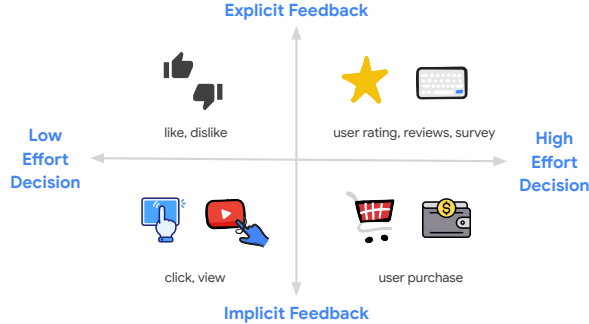 Explicit Feedback
like, dislike
user rating, reviews, survey
Low
Effort
Decision
High
Effort
Decision
click, view
user purchase
Implicit Feedback